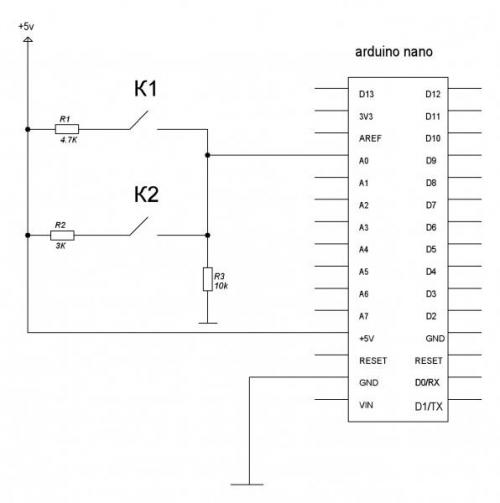 +5v
arduino nano
К1
R1
4.7K
К2
R2
3K
R3
10k
D13 D12
3V3 D11
AREF D10
A0 D9
A1 D8
A2 D7
A3 D6
A4 D5
A5 D4
A6 D3
A7 D2
+5V GND
RESET RESET
GND D0/RX
VIN D1/TX